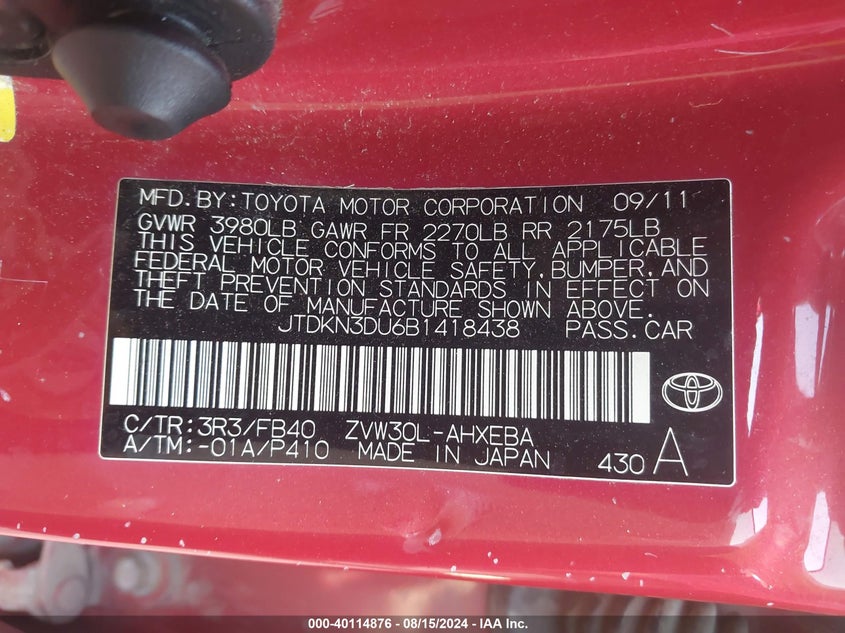 MFD.BY:TOYOTA MOTOR CORPORATION 09/11
GVWR 3980LB GAWR FR 2270LB RR 2175LB
THIS VEHICLE CONFORMS TO ALL APPLICABLE
FEDERAL MOTOR VEHICLE SAFETY,BUMPER,AND
THEFT PREVENTION STANDARDS IN EFFECT ON
THE DATE OF MANUFACTURE SHOWN ABOVE.
JTDKN3DU6B1418438 PASS.CAR
C/TR:3R3/FB40 ZVW30L-AHXEBA
A/TM:-01A/P410 MADE IN JAPAN 430 A
000-40114876 - 08/15/2024 - IAA